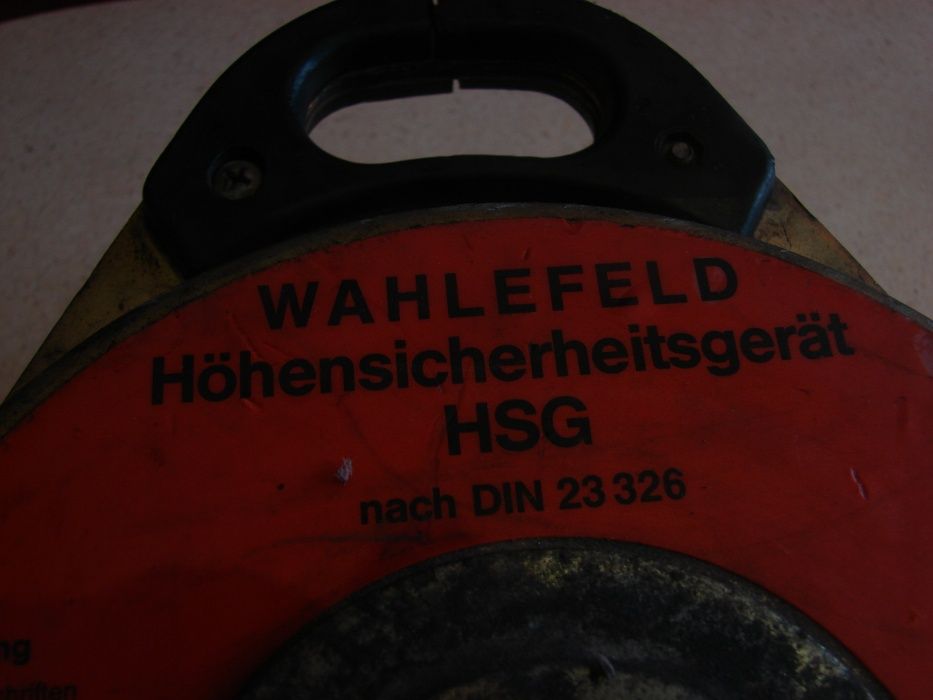 WAHLEFELD
Höhensicherheitsgerät
HSG
nach DIN 23 326